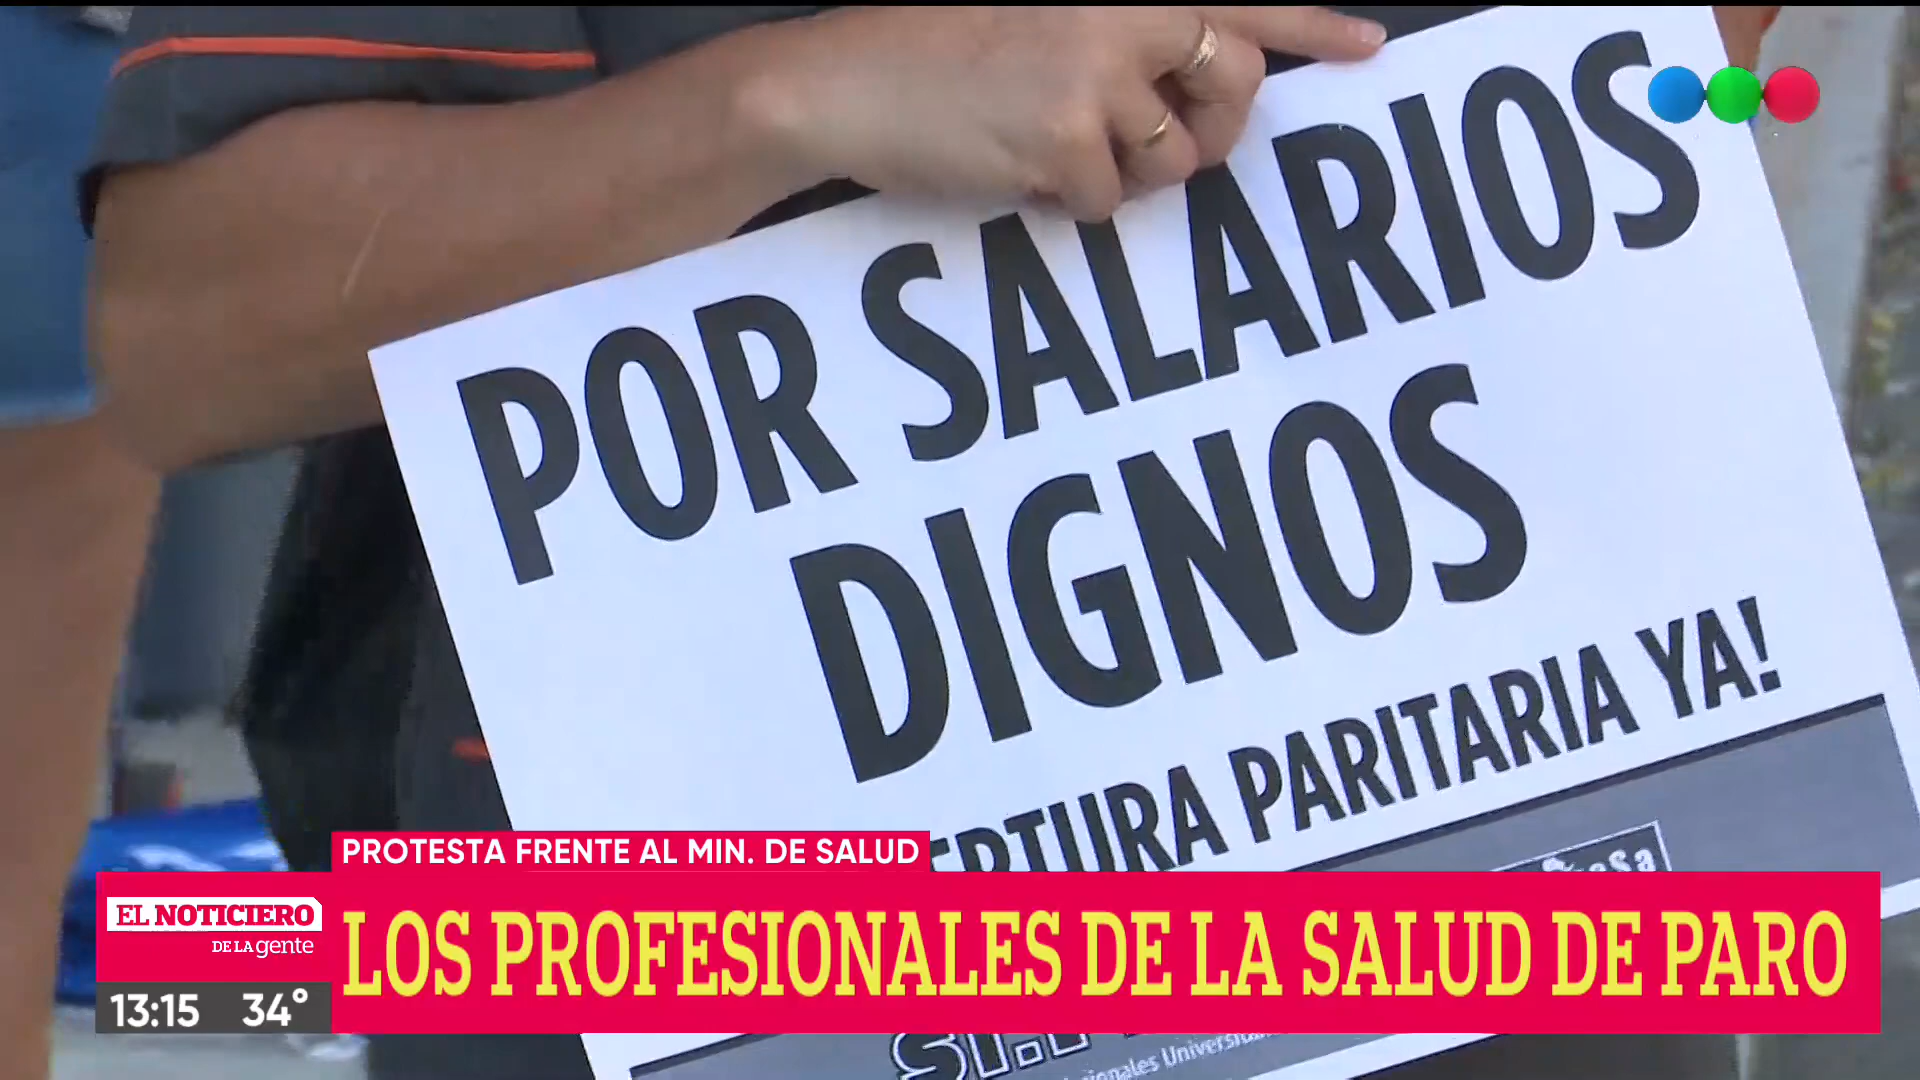 POR SALARIOS
DIGNOS
PARITARIA YA!
PROTESTA FRENTE AL MIN. DE SALUD
EL NOTICIERO
DE LA gente
LOS PROFESIONALES DE LA SALUD DE PARO
13:15 34°